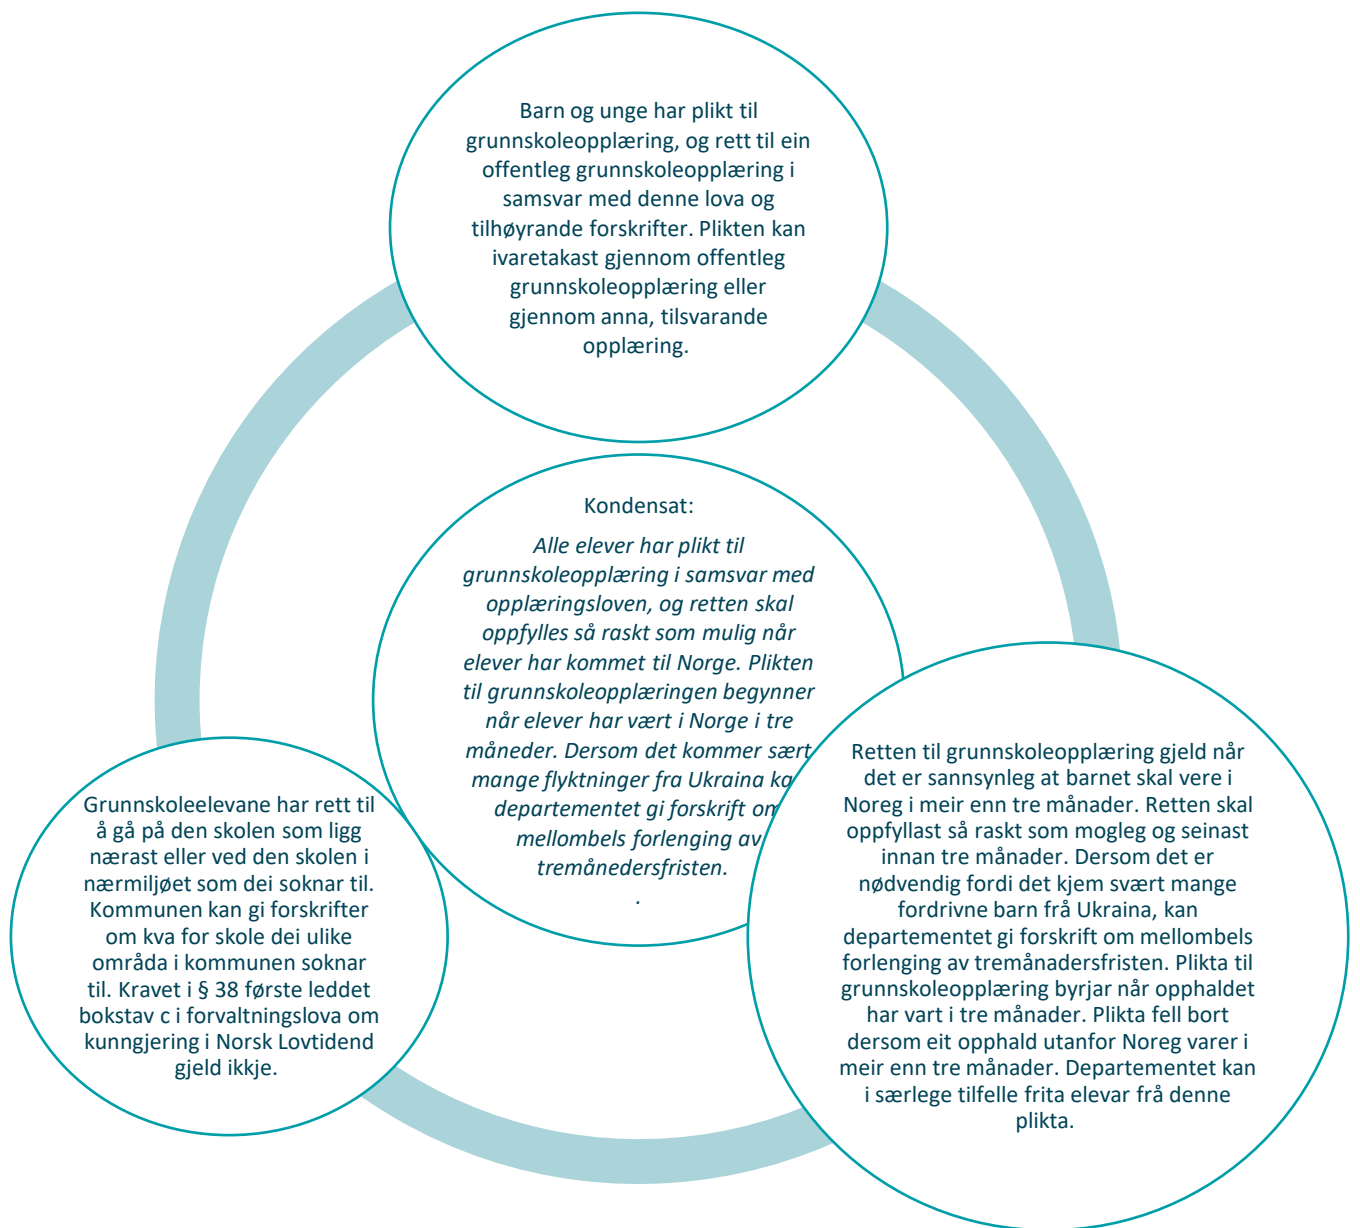 Barn og unge har plikt til
grunnskoleopplæring, og rett til ein
offentleg grunnskoleopplæring i
samsvar med denne lova og
tilhøyrande forskrifter. Plikten kan
ivaretakast gjennom offentleg
grunnskoleopplæring eller
gjennom anna, tilsvarande
opplæring.
Kondensat:
Alle elever har plikt til
grunnskoleopplæring i samsvar med
opplæringsloven, og retten skal
oppfylles så raskt som mulig når
elever har kommet til Norge. Plikten
til grunnskoleopplæringen begynner
når elever har vært i Norge i tre
måneder. Dersom det kommer sært
mange flyktninger fra Ukraina
departementet gi forskrift om
mellombels forlenging av
tremånedersfristen.
.
Grunnskoleelevane har rett til
å gå på den skolen som ligg
nærast eller ved den skolen i
nærmiljøet som dei soknar til.
Kommunen kan gi forskrifter
om kva for skole dei ulike
områda i kommunen soknar
til. Kravet i § 38 første leddet
bokstav c i forvaltningslova om
kunngjering i Norsk Lovtidend
gjeld ikkje.
Retten til grunnskoleopplæring gjeld når
det er sannsynleg at barnet skal vere i
Noreg i meir enn tre månader. Retten skal
oppfyllast så raskt som mogleg og seinast
innan tre månader. Dersom det er
nødvendig fordi det kjem svært mange
fordrivne barn frå Ukraina, kan
departementet gi forskrift om mellombels
forlenging av tremånadersfristen. Plikta til
grunnskoleopplæring byrjar når opphaldet
har vart i tre månader. Plikta fell bort
dersom eit opphald utanfor Noreg varer i
meir enn tre månader. Departementet kan
i særlege tilfelle frita elevar frå denne
plikta.